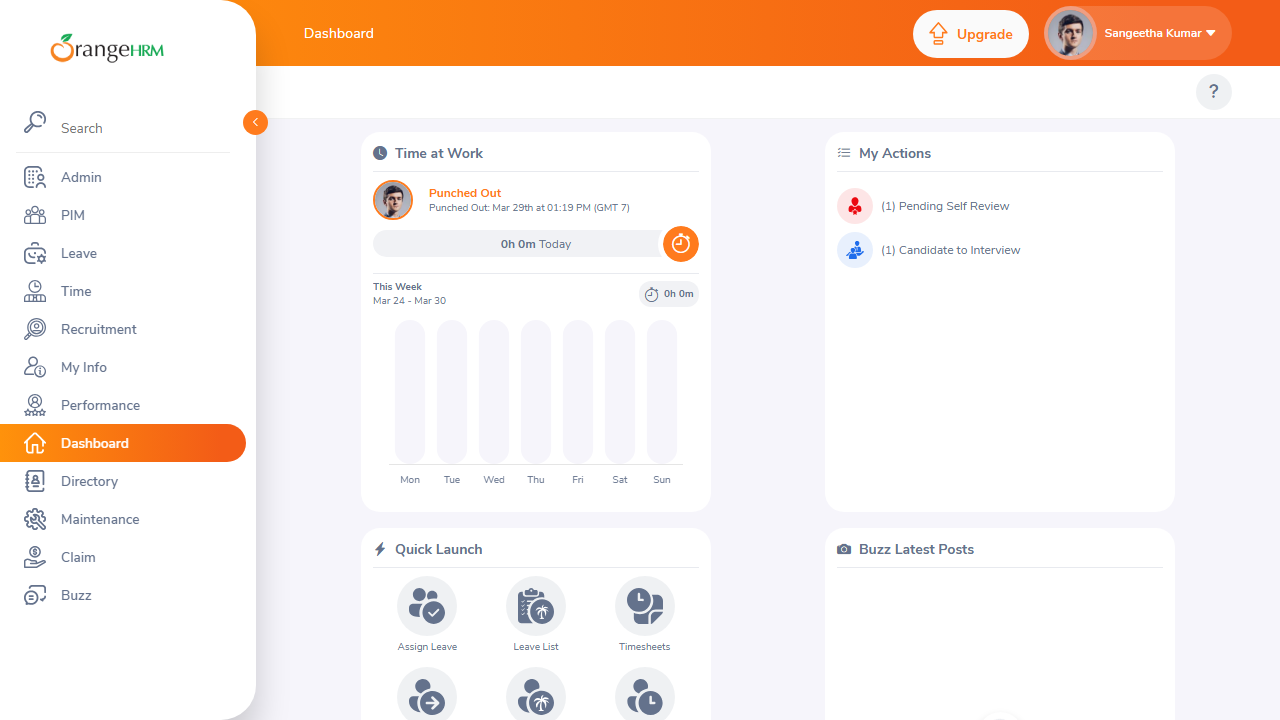 OrangeHRM
Search
Admin
PIM
Leave
Time
Recruitment
My Info
Performance
Dashboard
Directory
Maintenance
Claim
Buzz
Dashboard
Upgrade
Sangeetha Kumar
?
Time at Work
Punched Out
Punched Out: Mar 29th at 01:19 PM (GMT 7)
0h 0m Today
This Week
Mar 24 - Mar 30
0h 0m
Mon Tue Wed Thu Fri Sat Sun
My Actions
(1) Pending Self Review
(1) Candidate to Interview
Quick Launch
Assign Leave
Leave List
Timesheets
Buzz Latest Posts